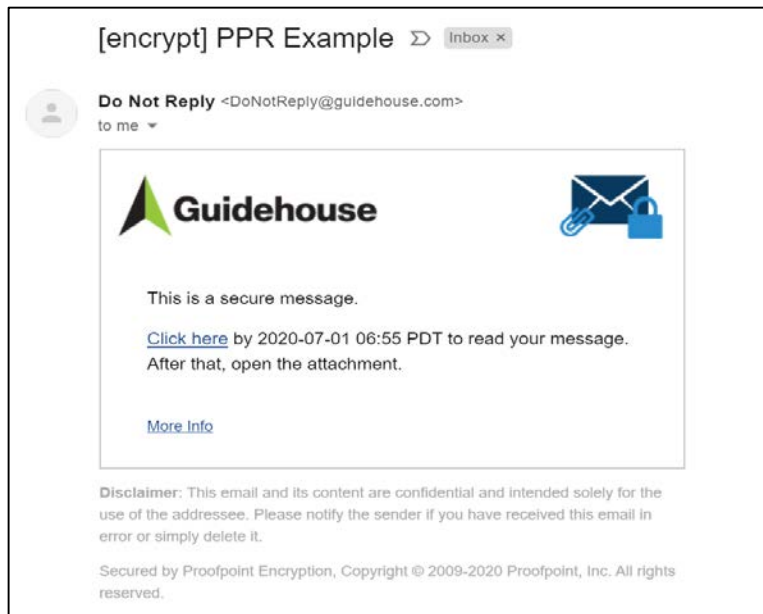 [encrypt] PPR Example Inbox ×
Do Not Reply <DoNotReply@guidehouse.com>
to me
Guidehouse
This is a secure message.
Click here by 2020-07-01 06:55 PDT to read your message.
After that, open the attachment.
More Info
Disclaimer: This email and its content are confidential and intended solely for the
use of the addressee. Please notify the sender if you have received this email in
error or simply delete it.
Secured by Proofpoint Encryption, Copyright © 2009-2020 Proofpoint, Inc. All rights
reserved.